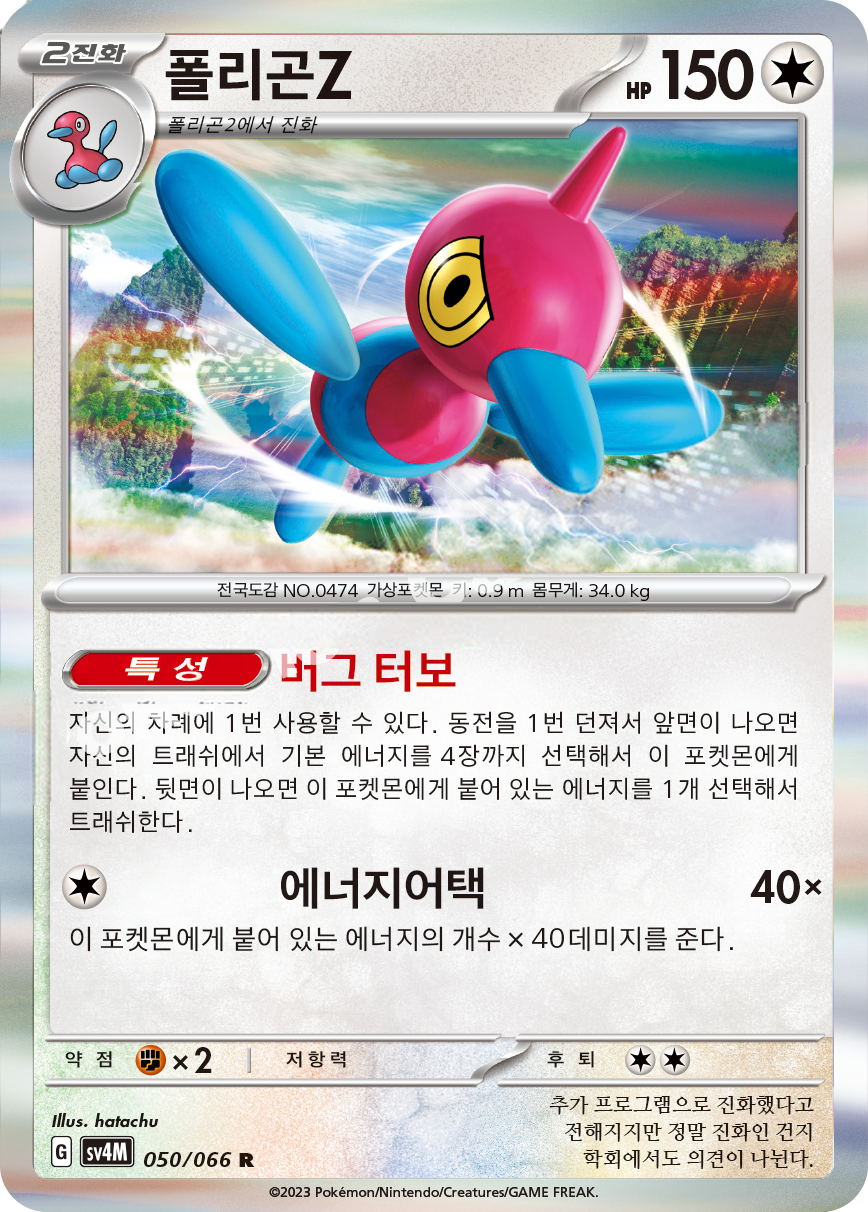 2진화
폴리곤Z
HP 150
폴리곤2에서 진화
전국도감 NO.0474 가상포켓몬 키: 0.9 m 몸무게: 34.0 kg
특성 버그 터보
자신의 차례에 1번 사용할 수 있다. 동전을 1번 던져서 앞면이 나오면
자신의 트래쉬에서 기본 에너지를 4장까지 선택해서 이 포켓몬에게
붙인다. 뒷면이 나오면 이 포켓몬에게 붙어 있는 에너지를 1개 선택해서
트래쉬한다.
에너지어택 40×
이 포켓몬에게 붙어 있는 에너지의 개수 × 40데미지를 준다.
약점 ×2 저항력 후퇴
Illus. hatachu
G sv4M 050/066 R
추가 프로그램으로 진화했다고
전해지지만 정말 진화인 건지
학회에서도 의견이 나뉜다.
©2023 Pokémon/Nintendo/Creatures/GAME FREAK.